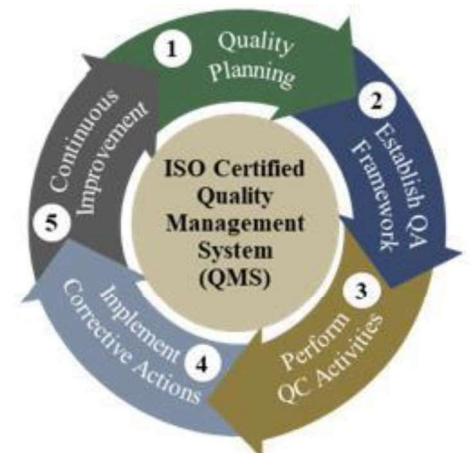 1
Quality
Planning
2
Establish QA
Framework
3
Perform
QC Activities
4
Implement
Corrective Actions
5
Continuous
Improvement
ISO Certified
Quality
Management
System
(QMS)